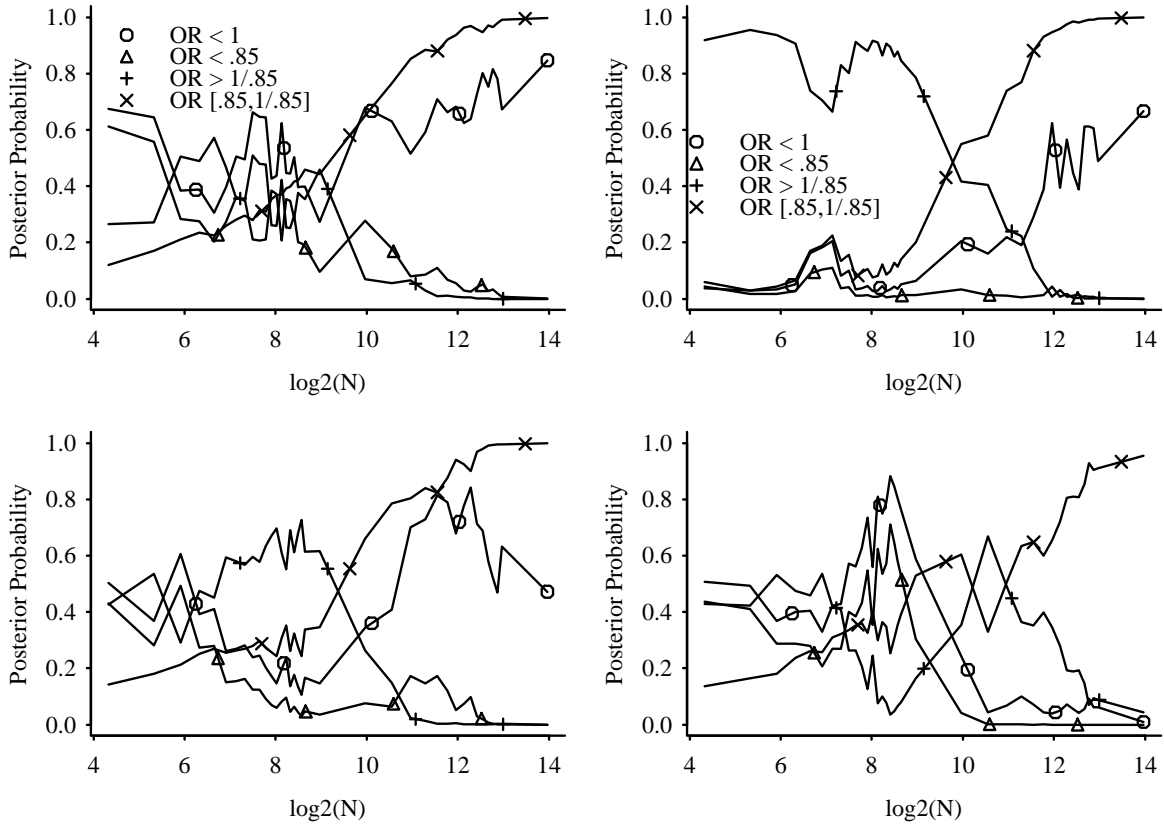 Posterior Probability
1.0
0.8
0.6
0.4
0.2
0.0
OR < 1
OR < .85
OR > 1/.85
OR [.85,1/.85]
4 6 8 10 12 14
log2(N)
Posterior Probability
1.0
0.8
0.6
0.4
0.2
0.0
OR < 1
OR < .85
OR > 1/.85
OR [.85,1/.85]
4 6 8 10 12 14
log2(N)
Posterior Probability
1.0
0.8
0.6
0.4
0.2
0.0
4 6 8 10 12 14
log2(N)
Posterior Probability
1.0
0.8
0.6
0.4
0.2
0.0
4 6 8 10 12 14
log2(N)